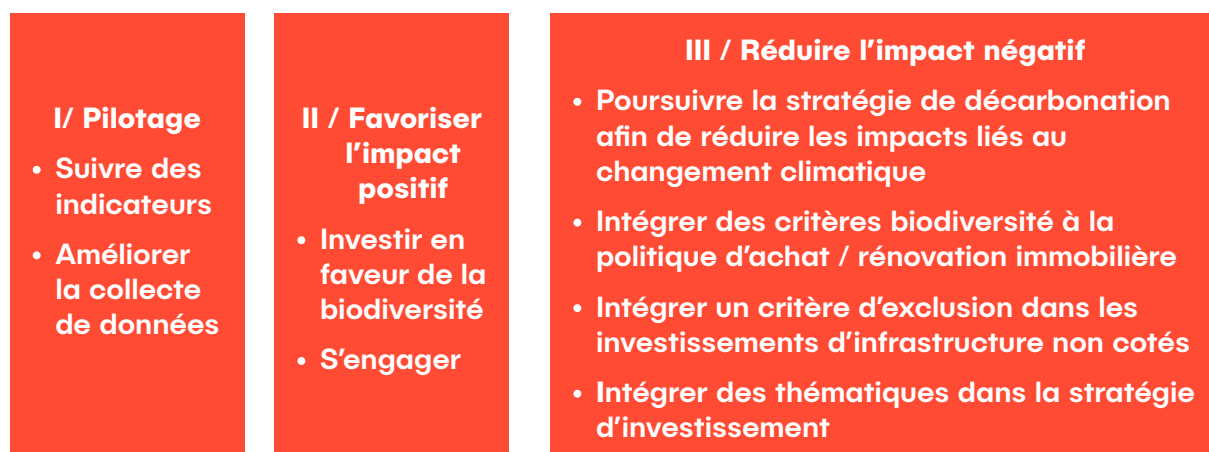 I/ Pilotage
• Suivre des
indicateurs
• Améliorer
la collecte
de données
II / Favoriser
l’impact
positif
• Investir en
faveur de la
biodiversité
• S’engager
III / Réduire l’impact négatif
• Poursuivre la stratégie de décarbonation
afin de réduire les impacts liés au
changement climatique
• Intégrer des critères biodiversité à la
politique d’achat / rénovation immobilière
• Intégrer un critère d’exclusion dans les
investissements d’infrastructure non cotés
• Intégrer des thématiques dans la stratégie
d’investissement